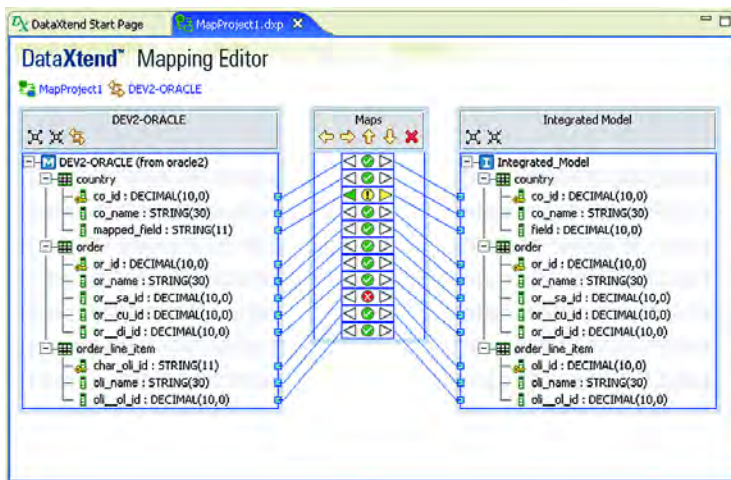 DX DataXtend Start Page MapProject1.dxp
DataXtend™ Mapping Editor
MapProject1 DEV2-ORACLE
DEV2-ORACLE Maps Integrated Model
DEV2-ORACLE (from oracle2) Integrated_Model
country country
co_id : DECIMAL(10,0) co_id : DECIMAL(10,0)
co_name : STRING(30) co_name : STRING(30)
mapped_field : STRING(11) field : DECIMAL(10,0)
order order
or_id : DECIMAL(10,0) or_id : DECIMAL(10,0)
or_name : STRING(30) or_name : STRING(30)
or__sa_id : DECIMAL(10,0) or__sa_id : DECIMAL(10,0)
or__cu_id : DECIMAL(10,0) or__cu_id : DECIMAL(10,0)
or__di_id : DECIMAL(10,0) or__di_id : DECIMAL(10,0)
order_line_item order_line_item
char_oli_id : STRING(11) oli_id : DECIMAL(10,0)
oli_name : STRING(30) oli_name : STRING(30)
oli__ol_id : DECIMAL(10,0) oli__ol_id : DECIMAL(10,0)